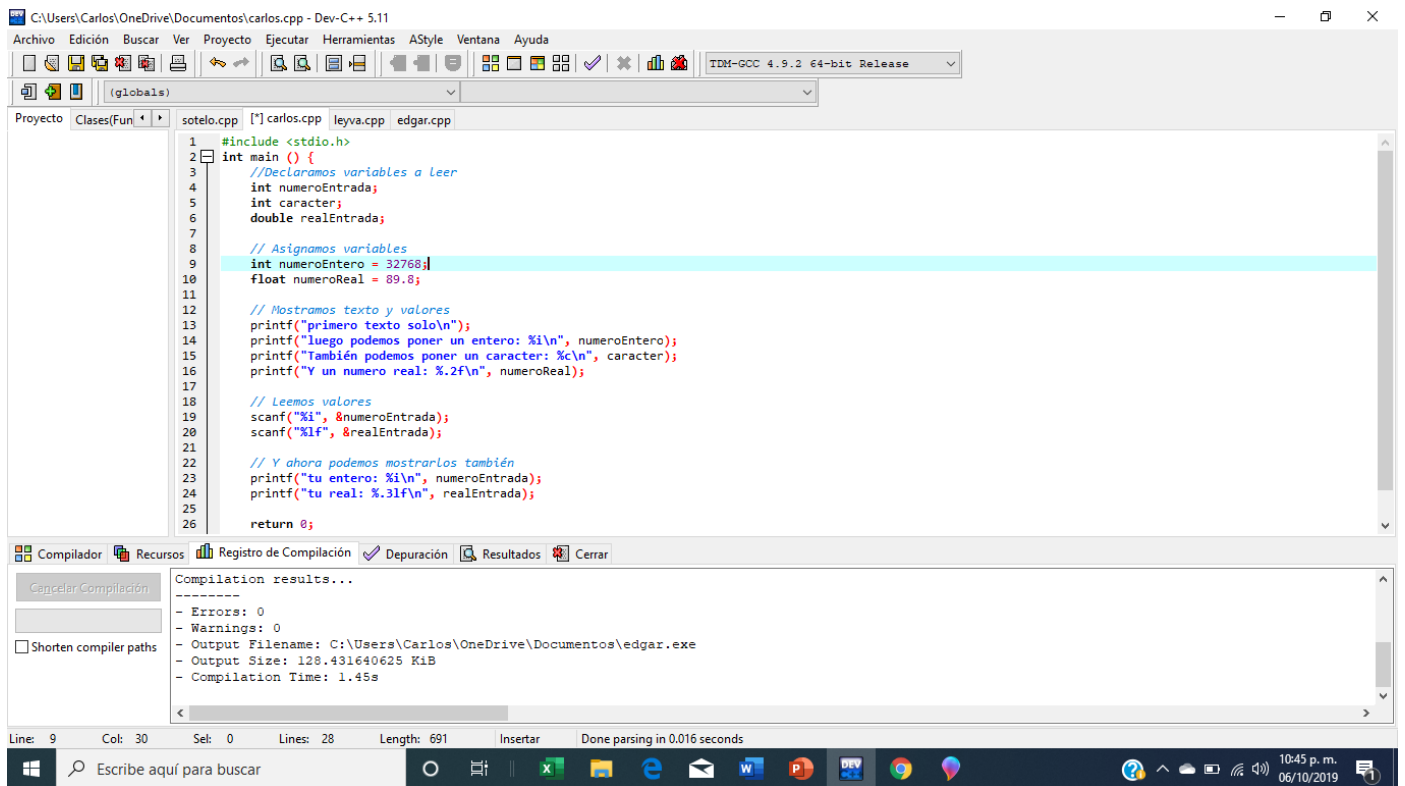 C:\Users\Carlos\OneDrive\Documentos\carlos.cpp - Dev-C++ 5.11
Archivo Edición Buscar Ver Proyecto Ejecutar Herramientas AStyle Ventana Ayuda
TDM-GCC 4.9.2 64-bit Release
(globals)
Proyecto Clases(Fun sotelo.cpp [*] carlos.cpp leyva.cpp edgar.cpp
1 #include <stdio.h>
2 int main () {
3 //Declaramos variables a leer
4 int numeroEntrada;
5 int caracter;
6 double realEntrada;
7
8 // Asignamos variables
9 int numeroEntero = 32768;
10 float numeroReal = 89.8;
11
12 // Mostramos texto y valores
13 printf("primero texto solo\n");
14 printf("luego podemos poner un entero: %i\n", numeroEntero);
15 printf("También podemos poner un caracter: %c\n", caracter);
16 printf("Y un numero real: %.2f\n", numeroReal);
17
18 // Leemos valores
19 scanf("%i", &numeroEntrada);
20 scanf("%lf", &realEntrada);
21
22 // Y ahora podemos mostrarlos también
23 printf("tu entero: %i\n", numeroEntrada);
24 printf("tu real: %.3lf\n", realEntrada);
25
26 return 0;
Compilador Recursos Registro de Compilación Depuración Resultados Cerrar
Cancelar Compilación
Shorten compiler paths
Compilation results...
--------
- Errors: 0
- Warnings: 0
- Output Filename: C:\Users\Carlos\OneDrive\Documentos\edgar.exe
- Output Size: 128.431640625 KiB
- Compilation Time: 1.45s
Line: 9 Col: 30 Sel: 0 Lines: 28 Length: 691 Insertar Done parsing in 0.016 seconds
Escribe aquí para buscar
10:45 p. m.
06/10/2019